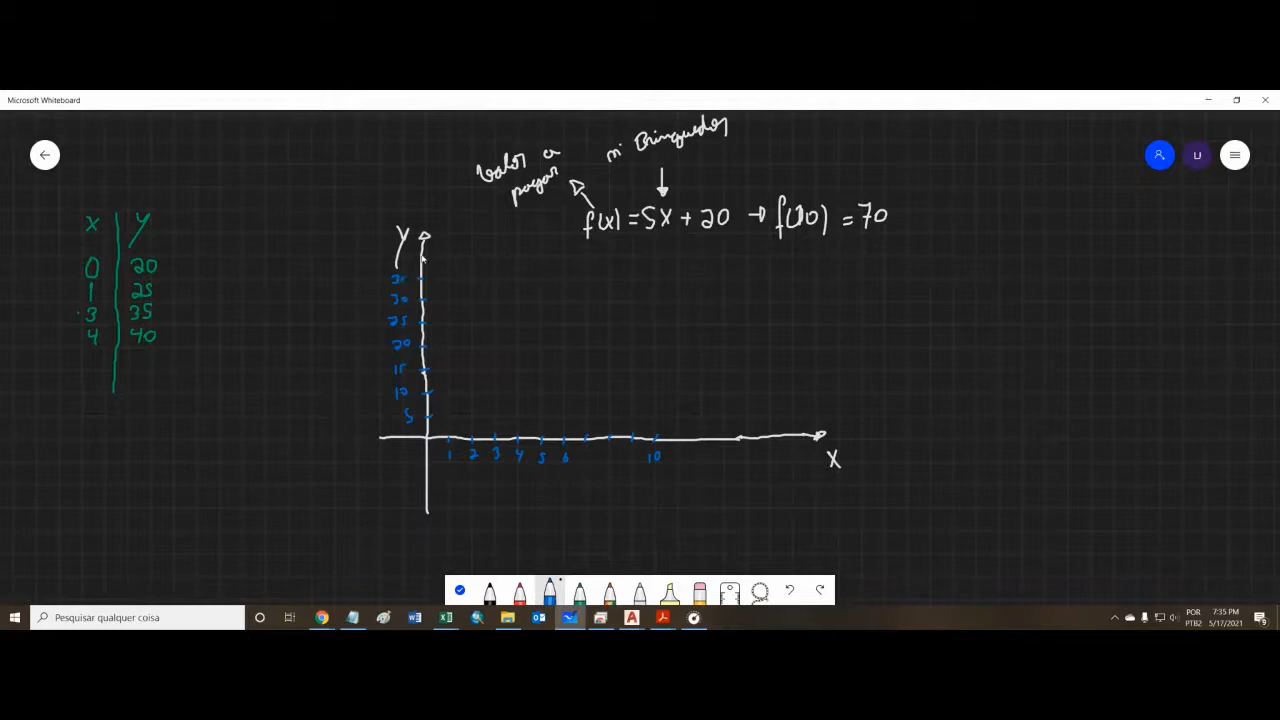 Microsoft Whiteboard
nº Brinquedos
Valor a
pagar
f(x) = 5x + 20 → f(10) = 70
LJ
x y
0 20
1 25
3 35
4 40
y
35
30
25
20
15
10
5
1 2 3 4 5 6 10
X
Pesquisar qualquer coisa
POR
PTB2
7:35 PM
5/17/2021